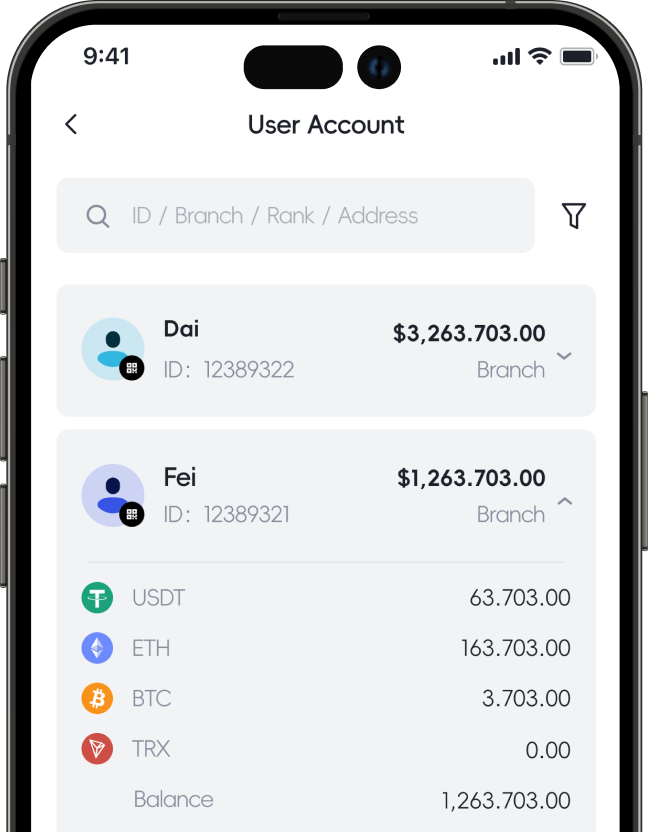 9:41
User Account
ID / Branch / Rank / Address
Dai
$3,263.703.00
ID: 12389322
Branch
Fei
$1,263.703.00
ID: 12389321
Branch
USDT
63.703.00
ETH
163.703.00
BTC
3.703.00
TRX
0.00
Balance
1,263.703.00